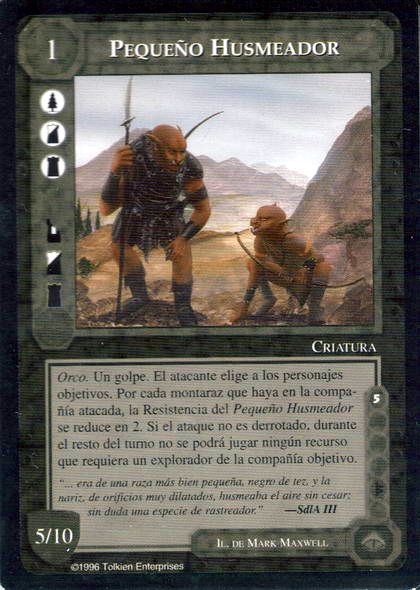 1
PEQUEÑO HUSMEADOR
CRIATURA
Orco. Un golpe. El atacante elige a los personajes
objetivos. Por cada montaraz que haya en la compa-
ñía atacada, la Resistencia del Pequeño Husmeador
se reduce en 2. Si el ataque no es derrotado, durante
el resto del turno no se podrá jugar ningún recurso
que requiera un explorador de la compañía objetivo.
5
"... era de una raza más bien pequeña, negro de tez, y la
nariz, de orificios muy dilatados, husmeaba el aire sin cesar;
sin duda una especie de rastreador." —SdlA III
5/10
IL. DE MARK MAXWELL
©1996 Tolkien Enterprises